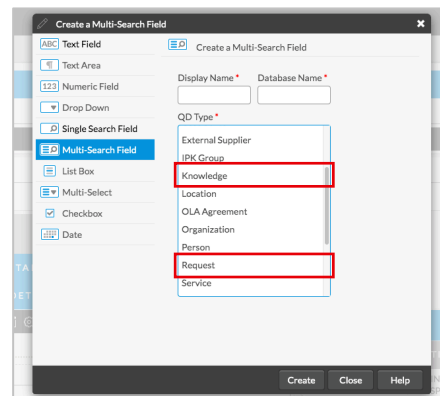 Create a Multi-Search Field
ABC Text Field
Create a Multi-Search Field
Text Area
123 Numeric Field
Drop Down
Single Search Field
Multi-Search Field
List Box
Multi-Select
Checkbox
Date
Display Name * Database Name *
QD Type *
External Supplier
IPK Group
Knowledge
Location
OLA Agreement
Organization
Person
Request
Service
Create Close Help